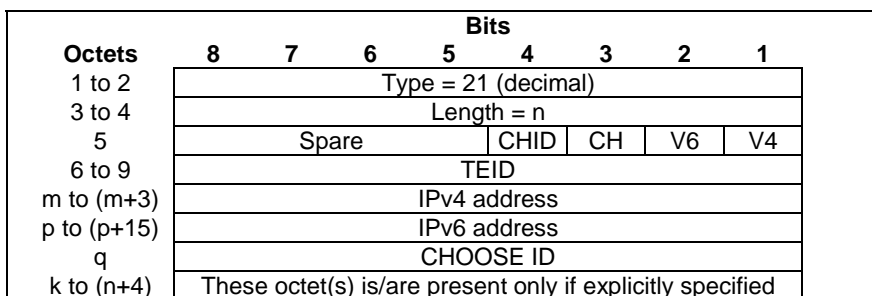 Bits
Octets 8 7 6 5 4 3 2 1
1 to 2 Type = 21 (decimal)
3 to 4 Length = n
5 Spare CHID CH V6 V4
6 to 9 TEID
m to (m+3) IPv4 address
p to (p+15) IPv6 address
q CHOOSE ID
k to (n+4) These octet(s) is/are present only if explicitly specified